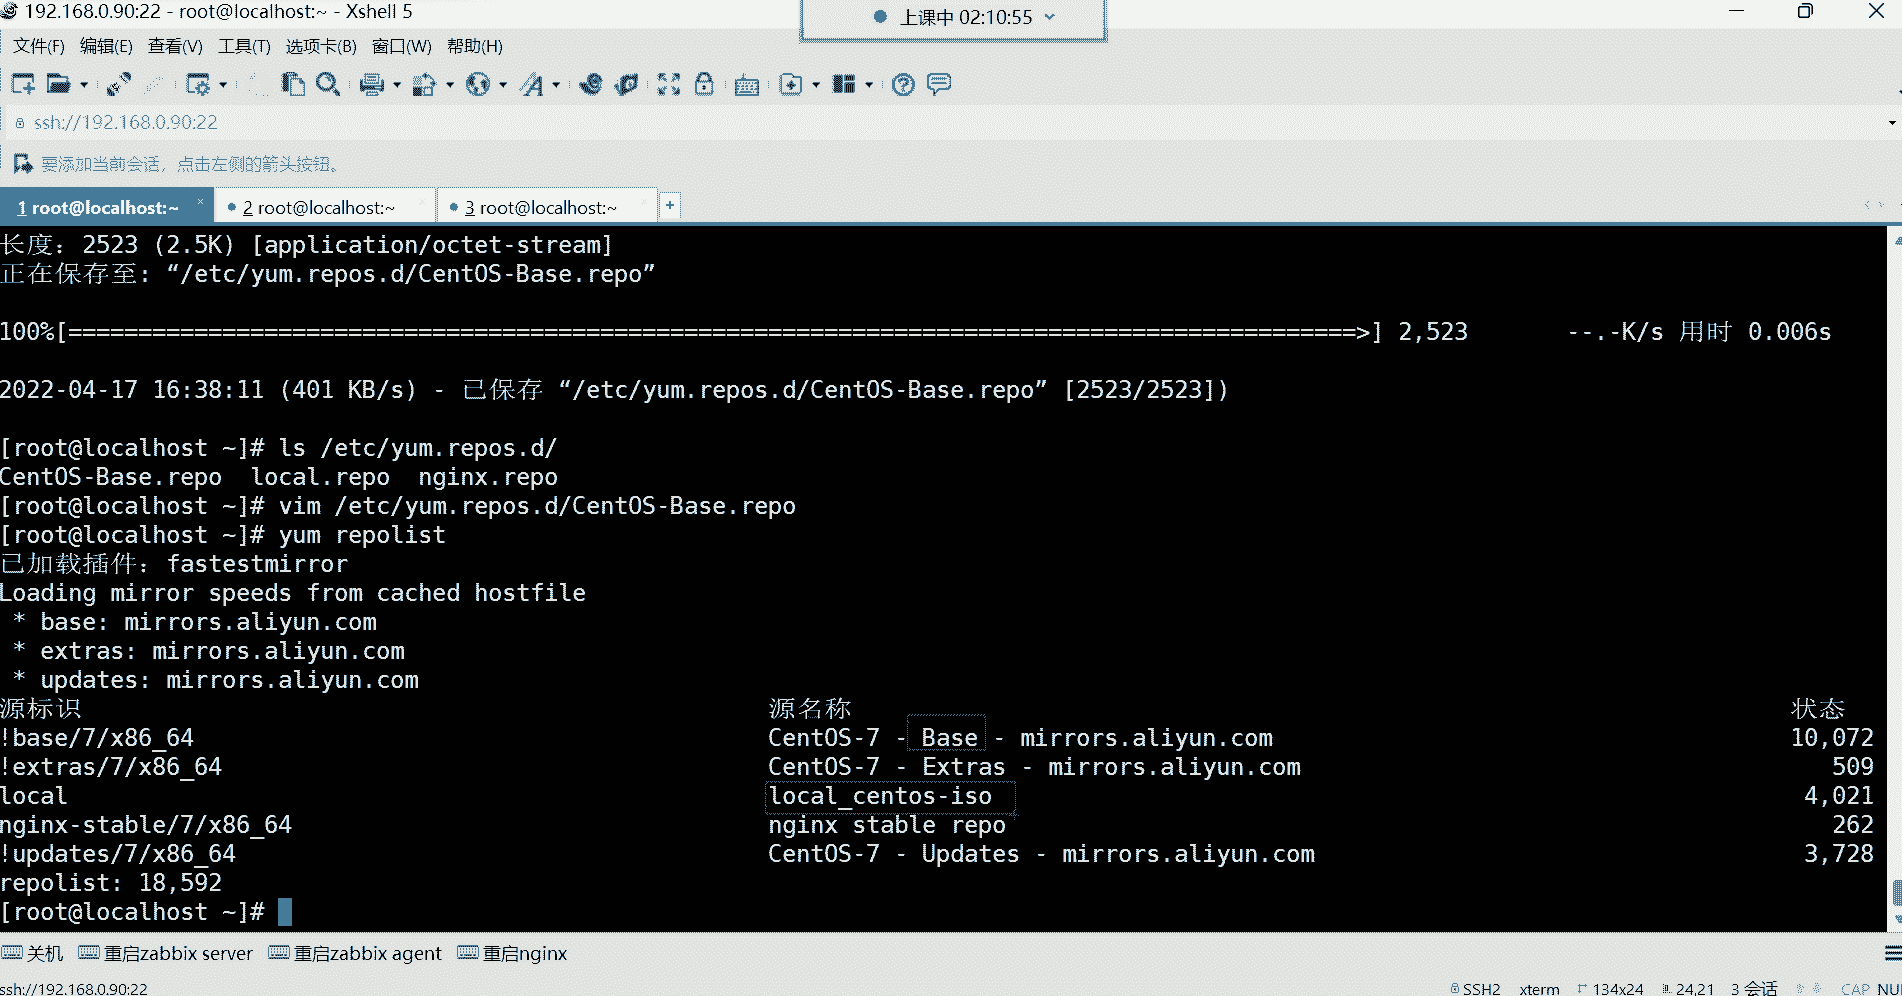 192.168.0.90:22 - root@localhost:~ - Xshell 5
上课中 02:10:55
文件(F) 编辑(E) 查看(V) 工具(T) 选项卡(B) 窗口(W) 帮助(H)
ssh://192.168.0.90:22
要添加当前会话，点击左侧的箭头按钮。
1 root@localhost:~ 2 root@localhost:~ 3 root@localhost:~ +
长度：2523 (2.5K) [application/octet-stream]
正在保存至: “/etc/yum.repos.d/CentOS-Base.repo”
100%[============================================================================================>] 2,523 --.-K/s 用时 0.006s
2022-04-17 16:38:11 (401 KB/s) - 已保存 “/etc/yum.repos.d/CentOS-Base.repo” [2523/2523])
[root@localhost ~]# ls /etc/yum.repos.d/
CentOS-Base.repo local.repo nginx.repo
[root@localhost ~]# vim /etc/yum.repos.d/CentOS-Base.repo
[root@localhost ~]# yum repolist
已加载插件：fastestmirror
Loading mirror speeds from cached hostfile
* base: mirrors.aliyun.com
* extras: mirrors.aliyun.com
* updates: mirrors.aliyun.com
源标识 源名称 状态
!base/7/x86_64 CentOS-7 - Base - mirrors.aliyun.com 10,072
!extras/7/x86_64 CentOS-7 - Extras - mirrors.aliyun.com 509
local local_centos-iso 4,021
nginx-stable/7/x86_64 nginx stable repo 262
!updates/7/x86_64 CentOS-7 - Updates - mirrors.aliyun.com 3,728
repolist: 18,592
[root@localhost ~]#
关机 重启zabbix server 重启zabbix agent 重启nginx
ssh://192.168.0.90:22 SSH2 xterm 134x24 24,21 3 会话 CAP NU